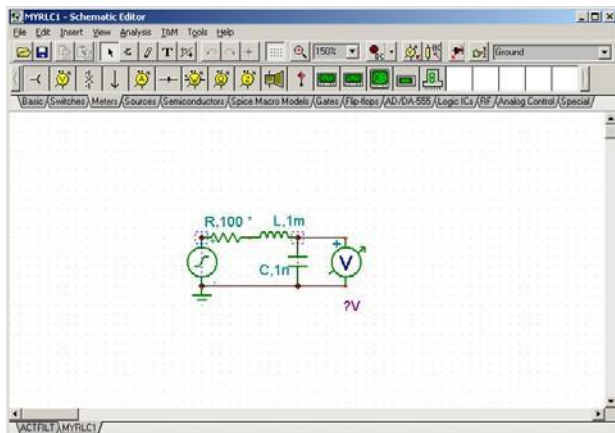 MYRLC1 - Schematic Editor
File Edit Insert View Analysis T&M Tools Help
T 150% DC Ground
Basic Switches Meters Sources Semiconductors Spice Macro Models Gates Flip-flops AD/DA-555 Logic ICs RF Analog Control Special
R,100 L,1m
C,1n V
?V
ACTFILT MYRLC1